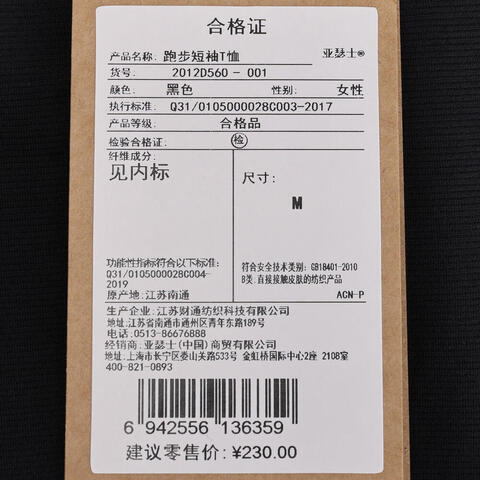 合格证
产品名称: 跑步短袖T恤 亚瑟士®
货号: 2012D560 - 001
颜色: 黑色 性别: 女性
执行标准: Q31/0105000028C003-2017
产品等级: 合格品
检验合格证: 检
纤维成分:
见内标
尺寸:
M
功能性指标符合以下标准:
Q31/0105000028C004-
2019
原产地:江苏南通
符合安全技术类别: GB18401-2010
B类.直接接触皮肤的纺织产品
ACN-P
生产企业:江苏财通纺织科技有限公司
地址:江苏省南通市通州区青年东路189号
电话.0513-86676888
经销商.亚瑟士(中国)商贸有限公司
地址:上海市长宁区娄山关路533号 金虹桥国际中心2座 2108室
400-821-0893
6 942556 136359
建议零售价: ¥230.00